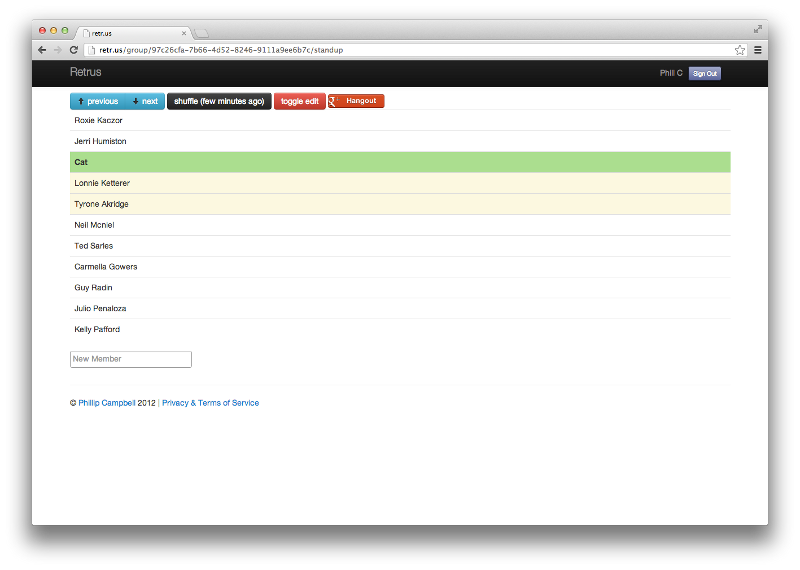 retr.us
retr.us/group/97c26cfa-7b66-4d52-8246-9111a9ee6b7c/standup
Retrus
Phill C
Sign Out
previous
next
shuffle (few minutes ago)
toggle edit
Hangout
Roxie Kaczor
Jerri Humiston
Cat
Lonnie Ketterer
Tyrone Akridge
Neil Mcniel
Ted Sarles
Carmella Gowers
Guy Radin
Julio Penaloza
Kelly Pafford
New Member
© Phillip Campbell 2012 | Privacy & Terms of Service